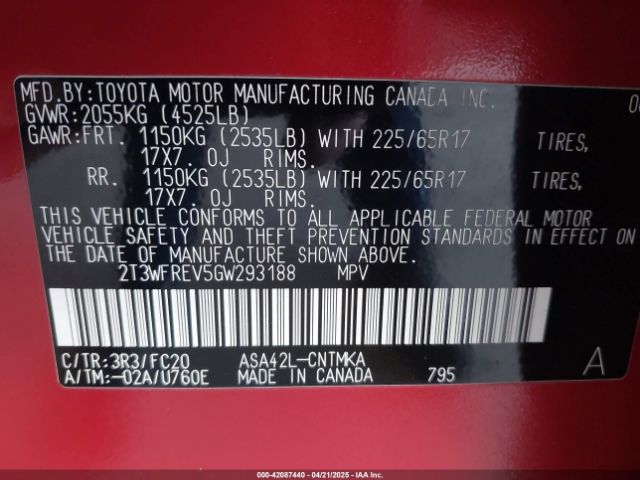 MFD.BY:TOYOTA MOTOR MANUFACTURING CANADA INC. 0
GVWR:2055KG (4525LB)
GAWR:FRT. 1150KG (2535LB) WITH 225/65R17 TIRES,
17X7. 0J RIMS.
RR. 1150KG (2535LB) WITH 225/65R17 TIRES,
17X7. 0J RIMS.
THIS VEHICLE CONFORMS TO ALL APPLICABLE FEDERAL MOTOR
VEHICLE SAFETY AND THEFT PREVENTION STANDARDS IN EFFECT ON
THE DATE OF MANUFACTURE SHOWN ABOVE.
2T3WFREV5GW293188 MPV
C/TR:3R3/FC20 ASA42L-CNTMKA
A/TM:-02A/U760E MADE IN CANADA 795
A
000-42087440 - 04/21/2025 - Copyright © IAA, Inc.